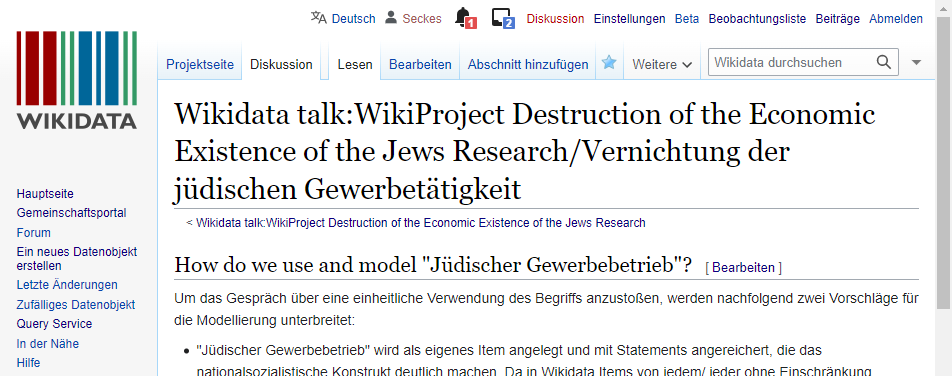 Deutsch Seckes 1 2 Diskussion Einstellungen Beta Beobachtungsliste Beiträge Abmelden
Projektseite Diskussion Lesen Bearbeiten Abschnitt hinzufügen Weitere Wikidata durchsuchen
WIKIDATA
Hauptseite
Gemeinschaftsportal
Forum
Ein neues Datenobjekt
erstellen
Letzte Änderungen
Zufälliges Datenobjekt
Query Service
In der Nähe
Hilfe
Wikidata talk:WikiProject Destruction of the Economic
Existence of the Jews Research/Vernichtung der
jüdischen Gewerbetätigkeit
< Wikidata talk:WikiProject Destruction of the Economic Existence of the Jews Research
How do we use and model "Jüdischer Gewerbebetrieb"? [ Bearbeiten ]
Um das Gespräch über eine einheitliche Verwendung des Begriffs anzustoßen, werden nachfolgend zwei Vorschläge für
die Modellierung unterbreitet:
• "Jüdischer Gewerbebetrieb" wird als eigenes Item angelegt und mit Statements angereichert, die das
nationalsozialistische Konstrukt deutlich machen. Da in Wikidata Items von jedem/ jeder ohne Einschränkung